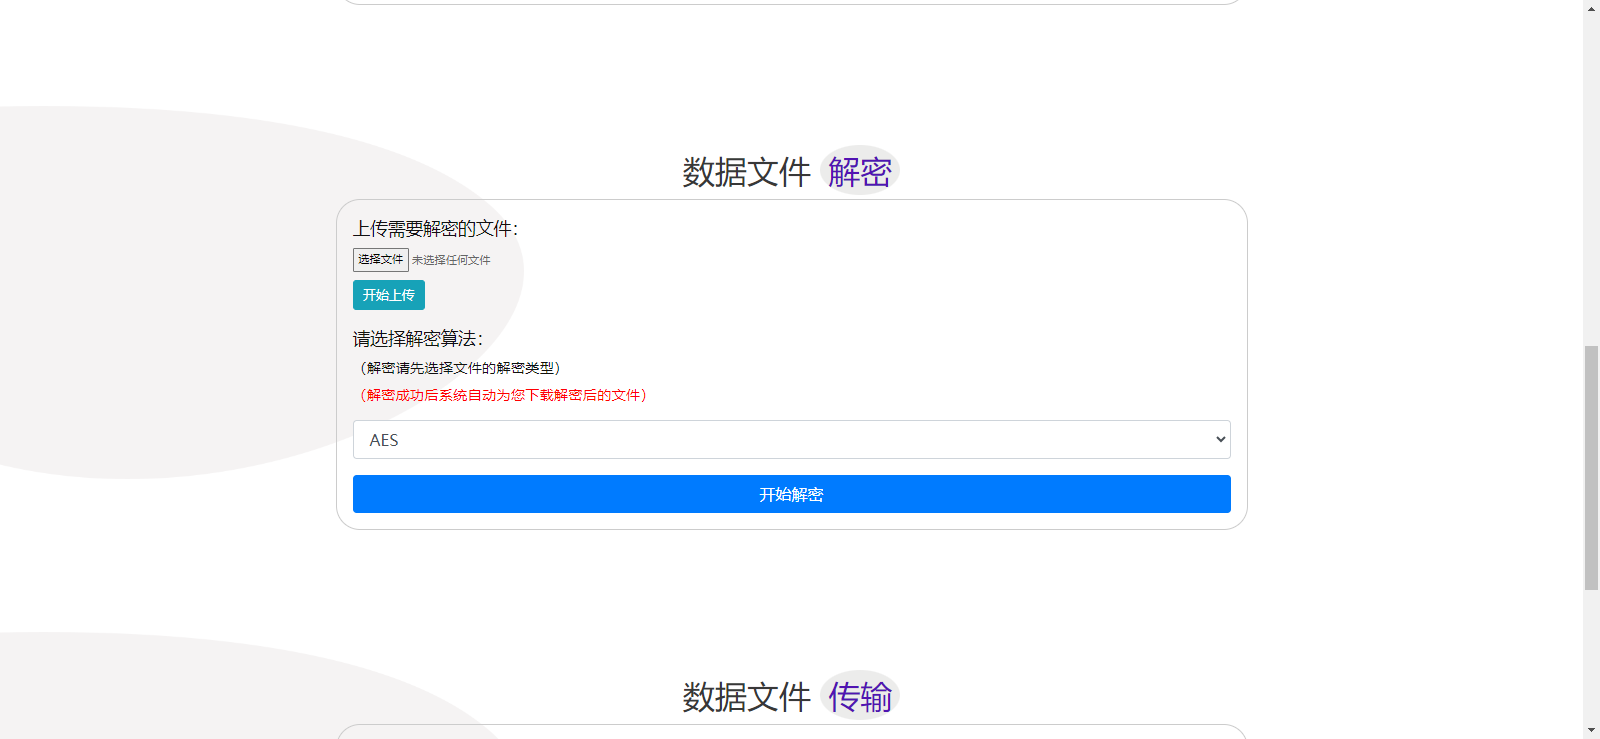 数据文件 解密
上传需要解密的文件：
选择文件 未选择任何文件
开始上传
请选择解密算法：
（解密请先选择文件的解密类型）
（解密成功后系统自动为您下载解密后的文件）
AES
开始解密
数据文件 传输